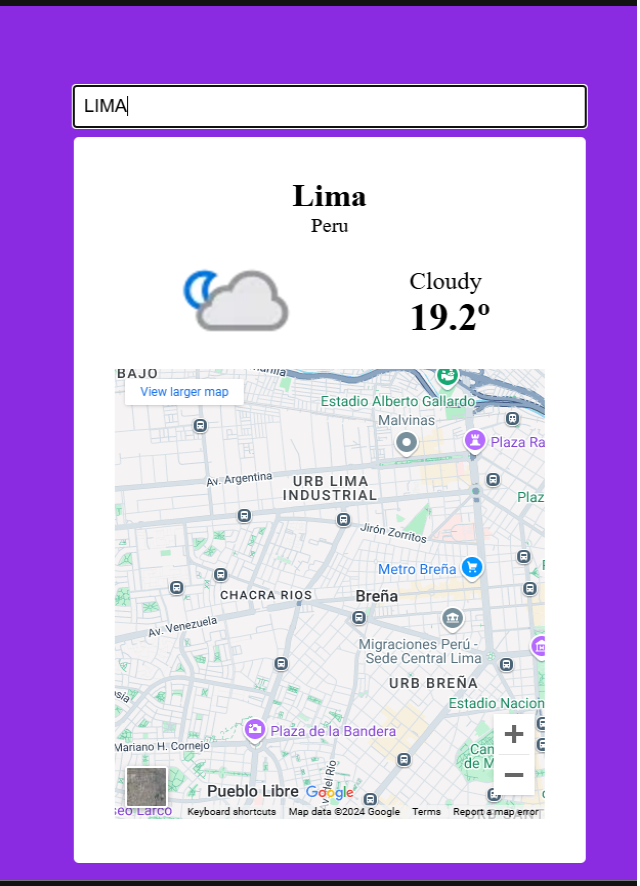 LIMA
Lima
Peru
Cloudy
19.2º
BAJO
View larger map
Estadio Alberto Gallardo
Malvinas
Plaza Ra
Av. Argentina
URB LIMA
INDUSTRIAL
Plaz
Jirón Zorritos
Metro Breña
CHACRA RIOS
Breña
Av. Venezuela
Migraciones Perú -
Sede Central Lima
URB BREÑA
Estadio Nacion
Plaza de la Bandera
Mariano H. Cornejo
Can
de M
Pueblo Libre
Google
seo Larco
Keyboard shortcuts
Map data ©2024 Google
Terms
Report a map error